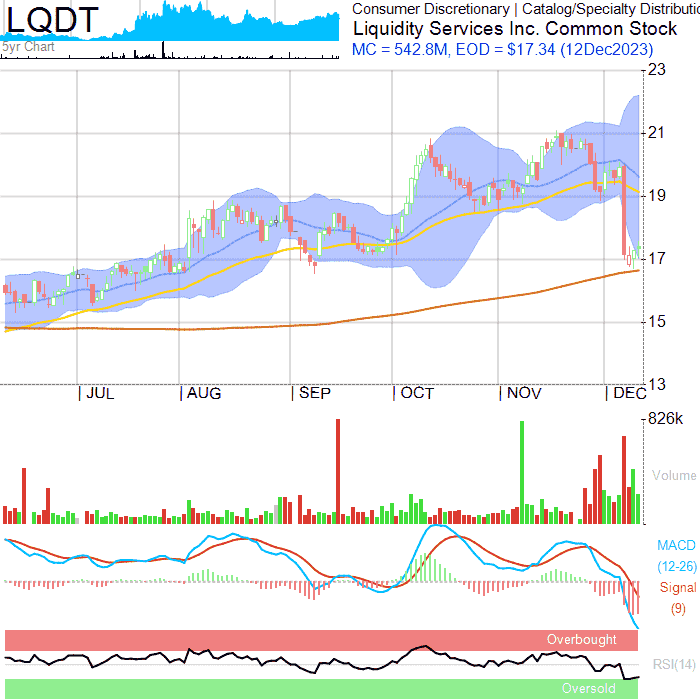 LQDT
5yr Chart
Consumer Discretionary | Catalog/Specialty Distributio
Liquidity Services Inc. Common Stock
MC = 542.8M, EOD = $17.34 (12Dec2023)
23
21
19
17
15
13
| JUL | AUG | SEP | OCT | NOV | DEC
826k
Volume
MACD
(12-26)
Signal
(9)
Overbought
RSI(14)
Oversold